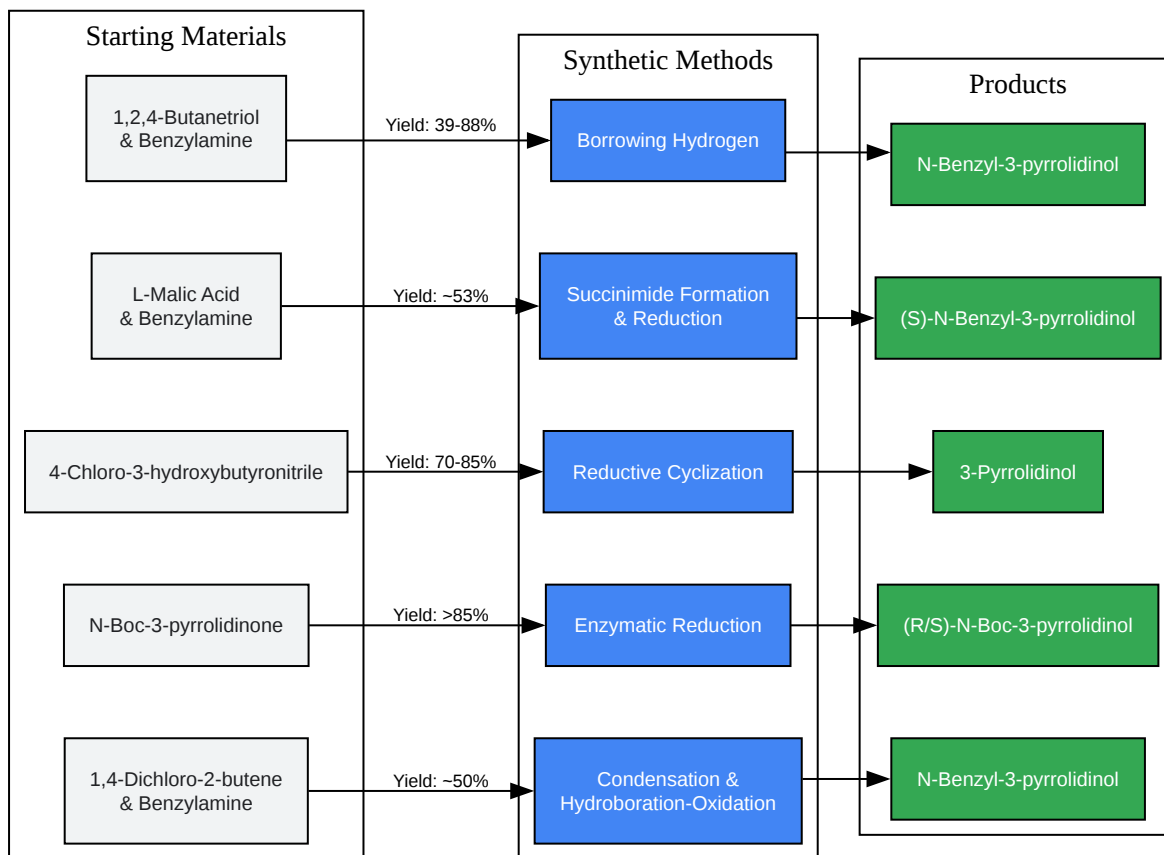 Starting Materials
Synthetic Methods
Products
1,2,4-Butanetriol
& Benzylamine
Yield: 39-88%
Borrowing Hydrogen
N-Benzyl-3-pyrrolidinol
L-Malic Acid
& Benzylamine
Yield: ~53%
Succinimide Formation
& Reduction
(S)-N-Benzyl-3-pyrrolidinol
4-Chloro-3-hydroxybutyronitrile
Yield: 70-85%
Reductive Cyclization
3-Pyrrolidinol
N-Boc-3-pyrrolidinone
Yield: >85%
Enzymatic Reduction
(R/S)-N-Boc-3-pyrrolidinol
1,4-Dichloro-2-butene
& Benzylamine
Yield: ~50%
Condensation &
Hydroboration-Oxidation
N-Benzyl-3-pyrrolidinol